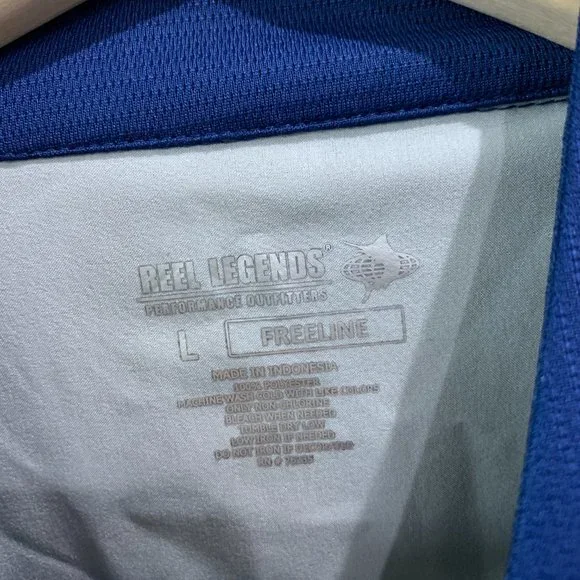 REEL LEGENDS®
PERFORMANCE OUTFITTERS
L FREELINE
MADE IN INDONESIA
100% POLYESTER
MACHINE WASH COLD WITH LIKE COLORS
ONLY NON-CHLORINE
BLEACH WHEN NEEDED
TUMBLE DRY LOW
LOW IRON IF NEEDED
DO NOT IRON IF DECORATED
RN #